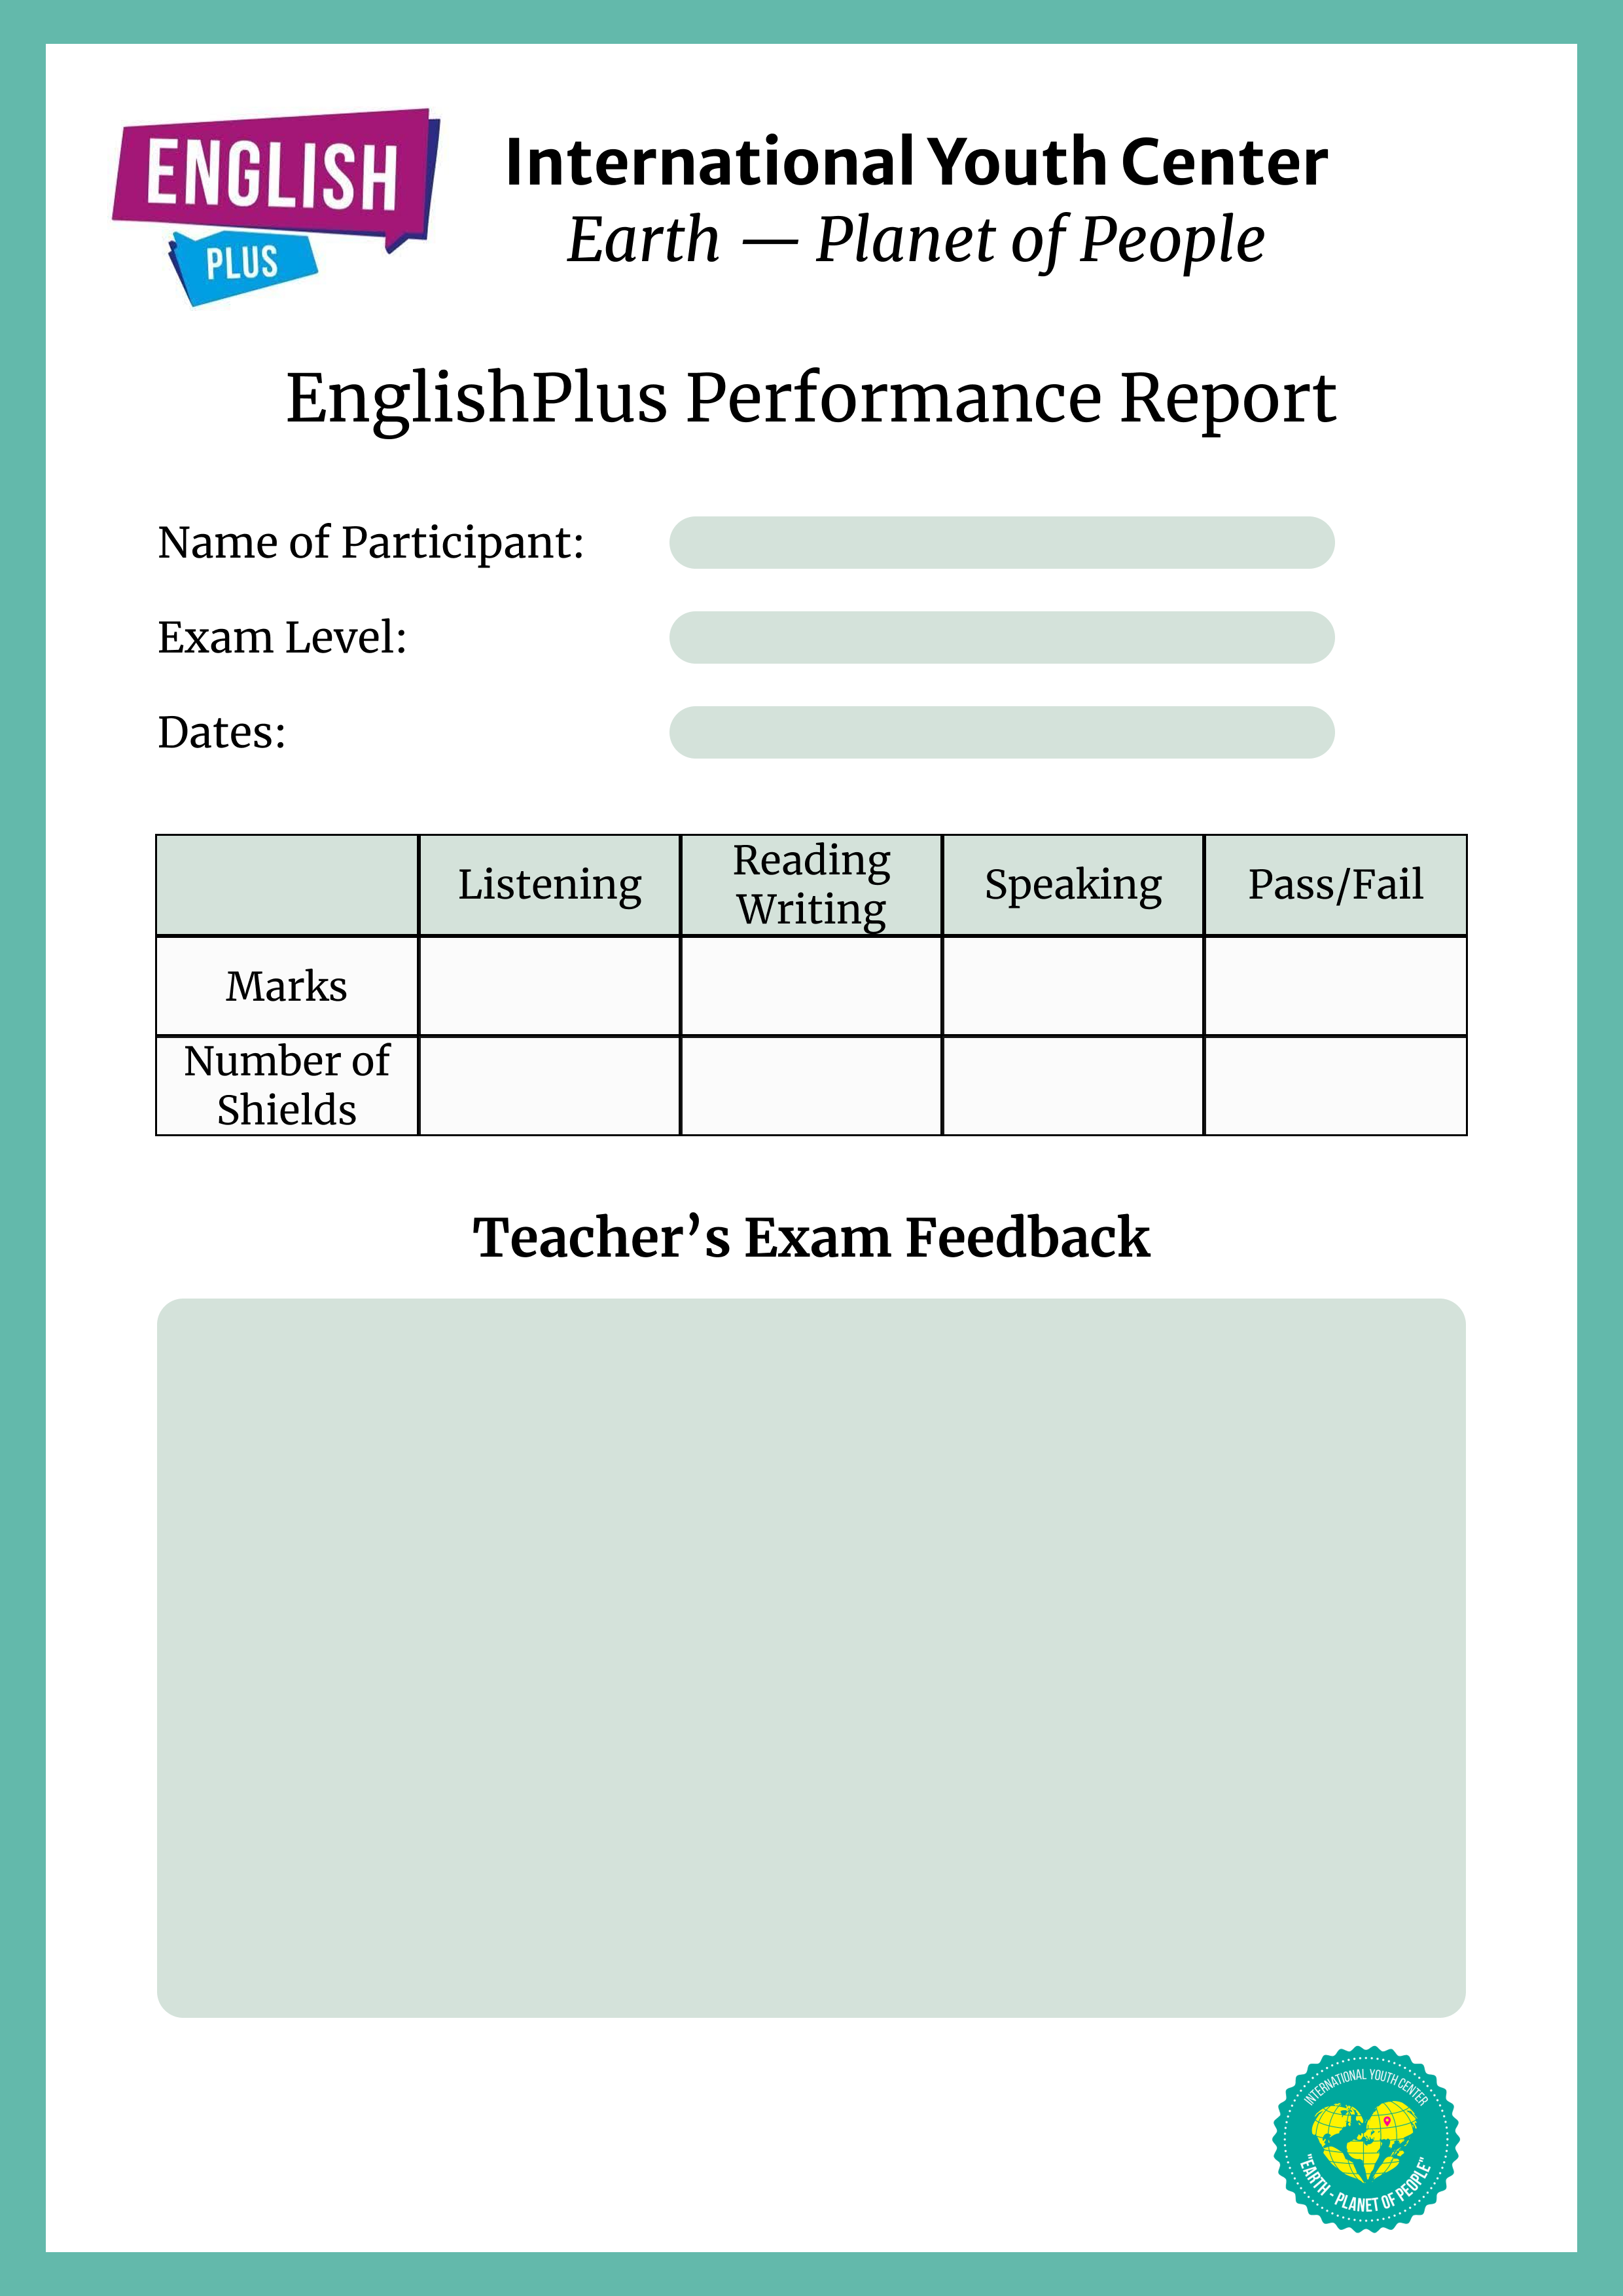 ENGLISH
PLUS
International Youth Center
Earth — Planet of People
EnglishPlus Performance Report
Name of Participant:
Exam Level:
Dates:
Listening
Reading
Writing
Speaking
Pass/Fail
Marks
Number of
Shields
Teacher’s Exam Feedback
INTERNATIONAL YOUTH CENTER
"EARTH - PLANET OF PEOPLE"